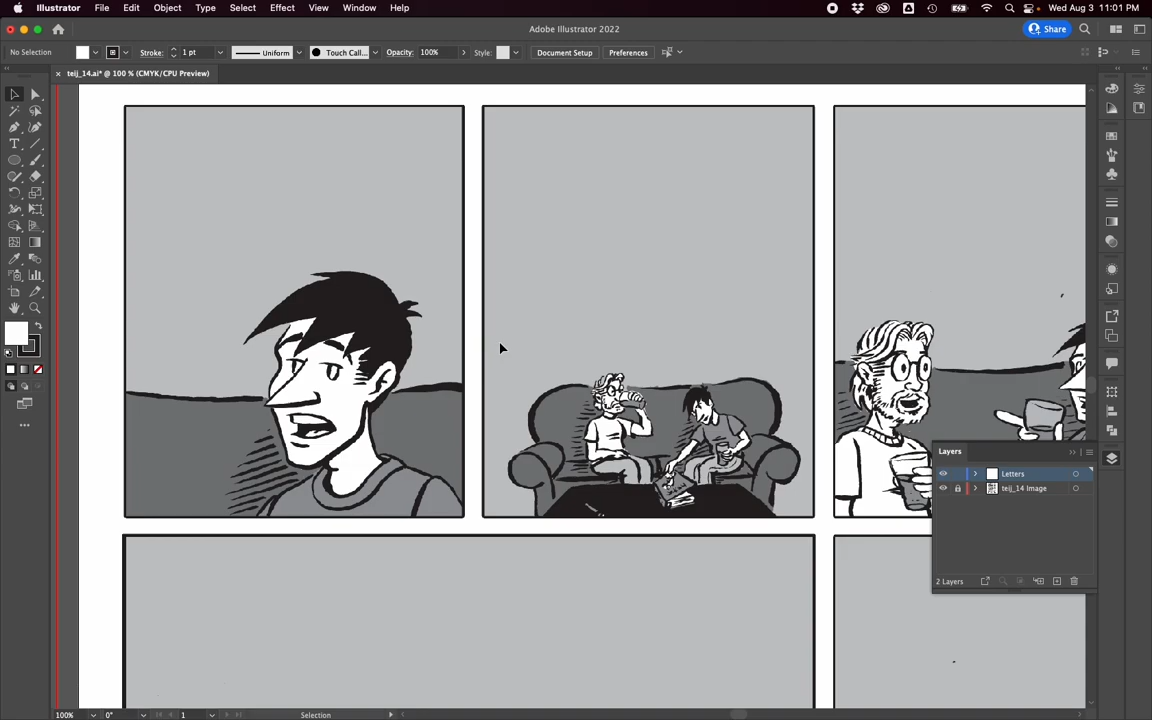 Illustrator File Edit Object Type Select Effect View Window Help Wed Aug 3 11:01 PM
Adobe Illustrator 2022
Share
No Selection Stroke: 1 pt Uniform Touch Call... Opacity: 100% Style: Document Setup Preferences
× teij_14.ai* @ 100 % (CMYK/CPU Preview)
Layers
Letters
teij_14 Image
2 Layers
100% 0° 1 Selection